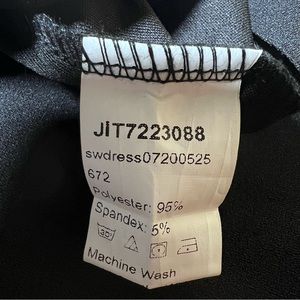 JIT7223088
swdress07200525
672
Polyester: 95%
Spandex: 5%
Machine Wash